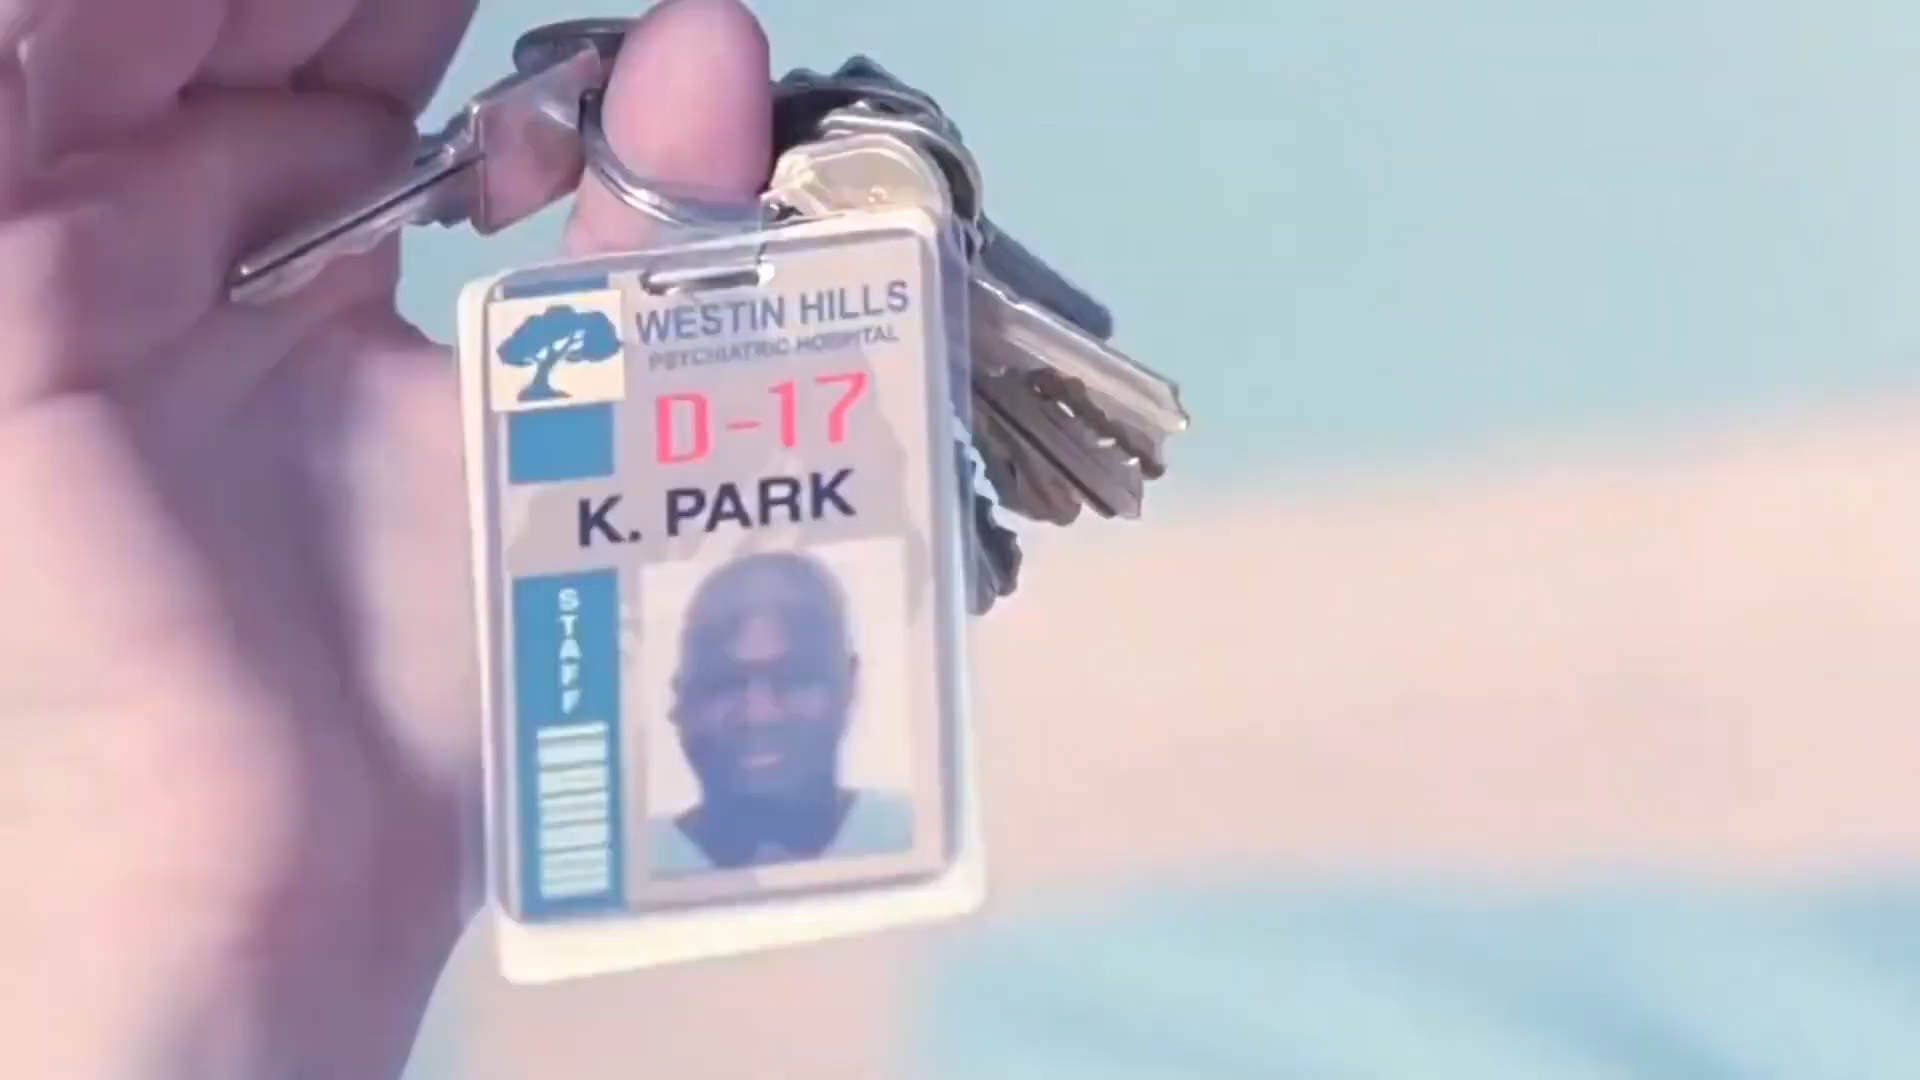 WESTIN HILLS
PSYCHIATRIC HOSPITAL
D-17
K. PARK
STAFF